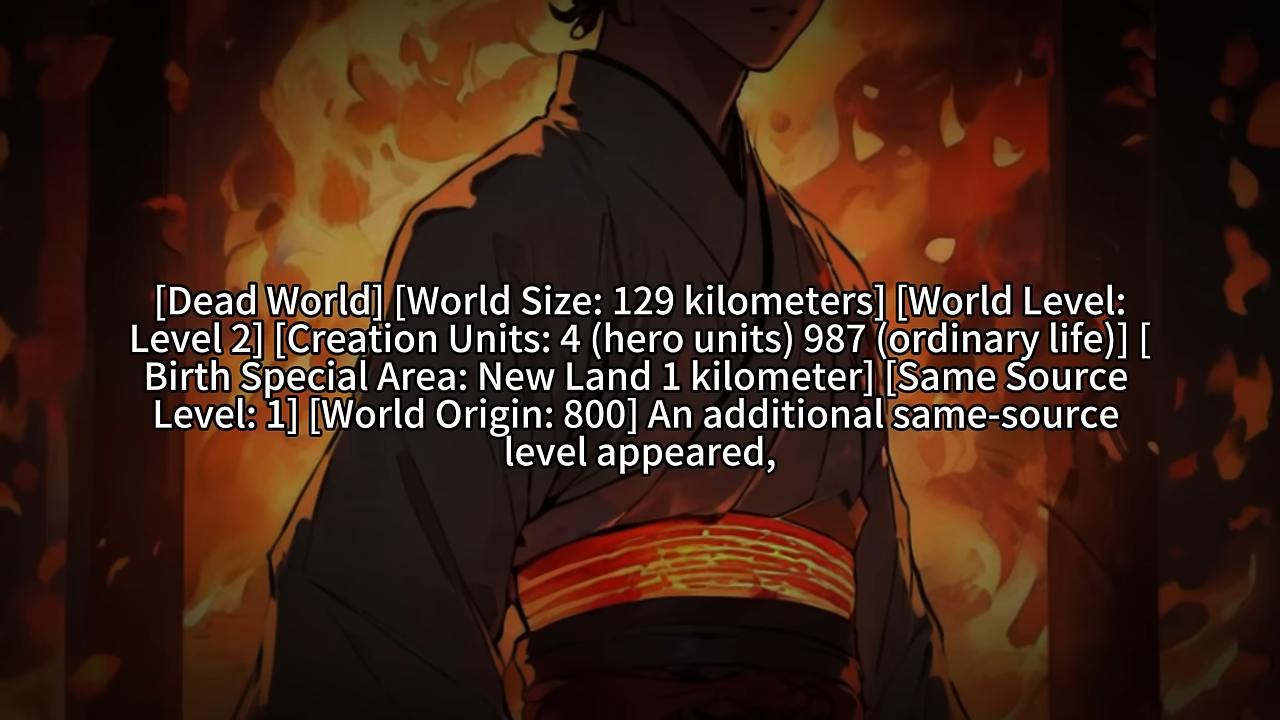 [Dead World] [World Size: 129 kilometers] [World Level:
Level 2] [Creation Units: 4 (hero units) 987 (ordinary life)] [
Birth Special Area: New Land 1 kilometer] [Same Source
Level: 1] [World Origin: 800] An additional same-source
level appeared,